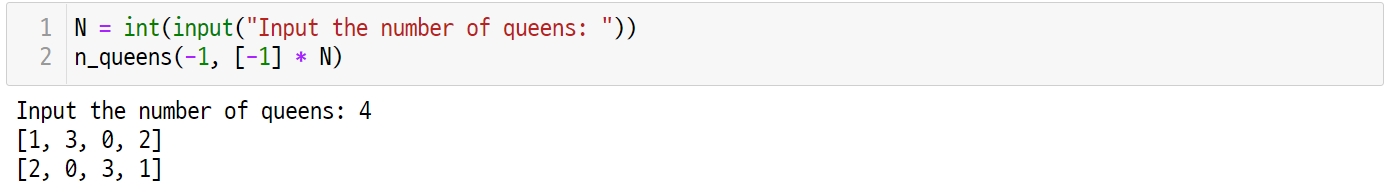 1 N = int(input("Input the number of queens: "))
2 n_queens(-1, [-1] * N)
Input the number of queens: 4
[1, 3, 0, 2]
[2, 0, 3, 1]